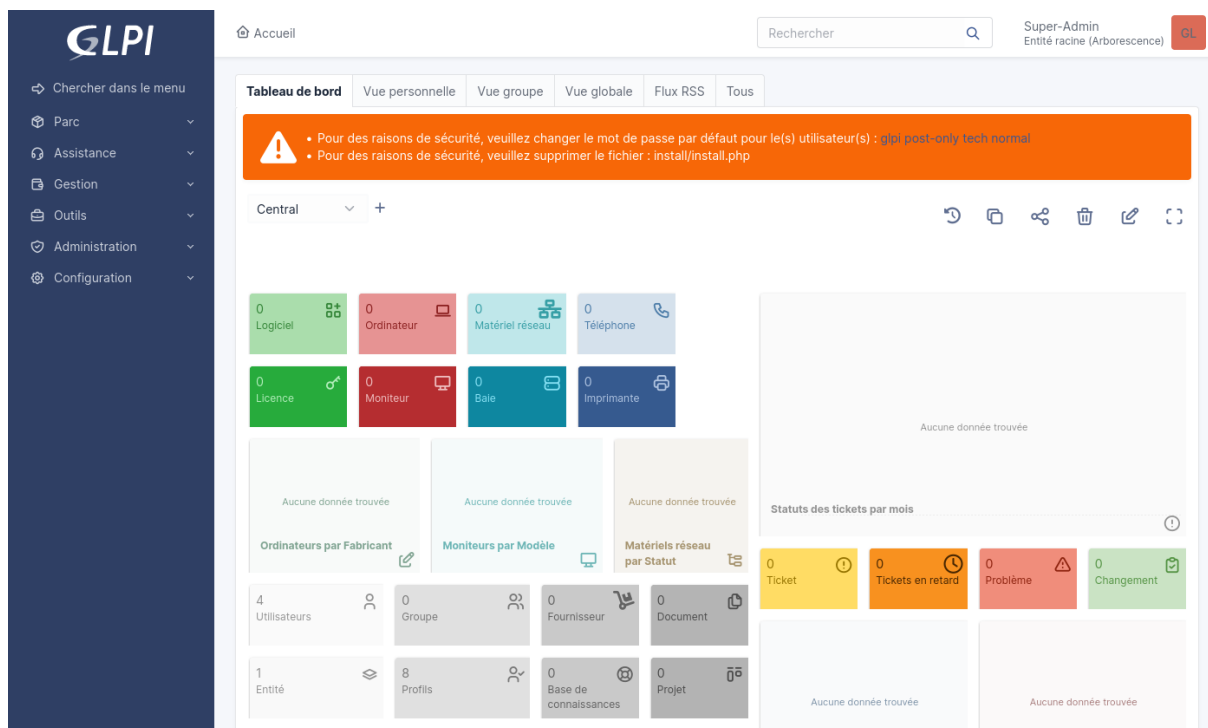 GLPI
Chercher dans le menu
Parc
Assistance
Gestion
Outils
Administration
Configuration
Accueil
Rechercher
Super-Admin
Entité racine (Arborescence)
GL
Tableau de bord
Vue personnelle
Vue groupe
Vue globale
Flux RSS
Tous
• Pour des raisons de sécurité, veuillez changer le mot de passe par défaut pour le(s) utilisateur(s) : glpi post-only tech normal
• Pour des raisons de sécurité, veuillez supprimer le fichier : install/install.php
Central
0
Logiciel
0
Ordinateur
0
Matériel réseau
0
Téléphone
0
Licence
0
Moniteur
0
Baie
0
Imprimante
Aucune donnée trouvée
Ordinateurs par Fabricant
Aucune donnée trouvée
Moniteurs par Modèle
Aucune donnée trouvée
Matériels réseau
par Statut
4
Utilisateurs
0
Groupe
0
Fournisseur
0
Document
1
Entité
8
Profils
0
Base de
connaissances
0
Projet
Aucune donnée trouvée
Statuts des tickets par mois
0
Ticket
0
Tickets en retard
0
Problème
0
Changement
Aucune donnée trouvée
Aucune donnée trouvée